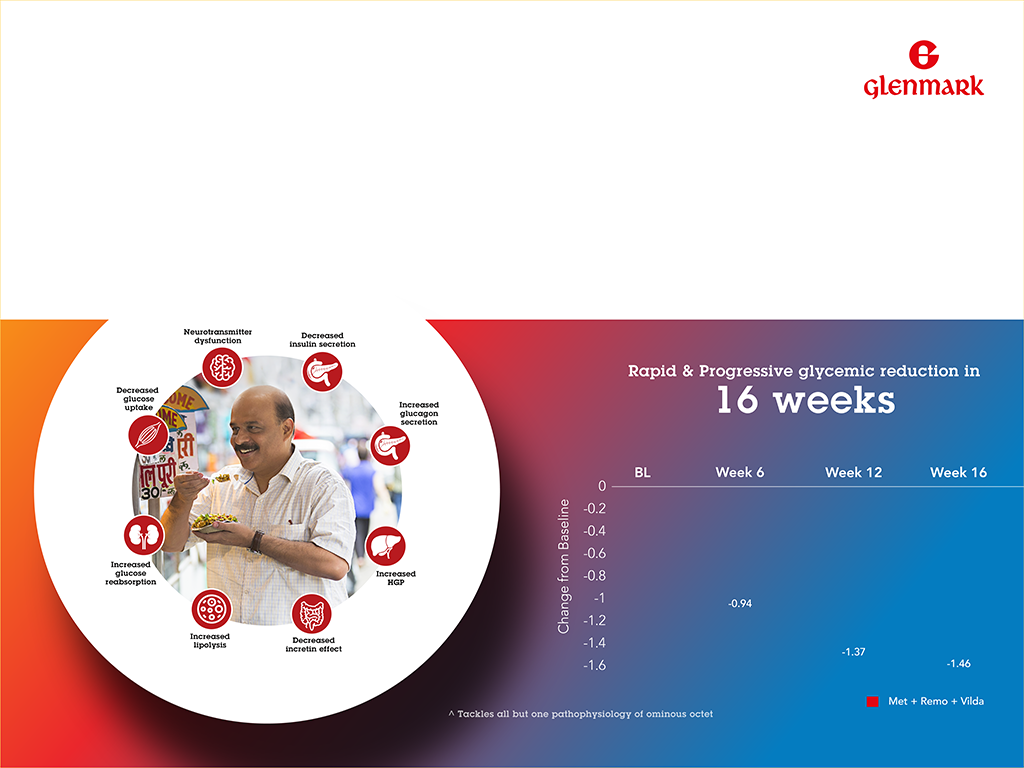 GLENMARK
Neurotransmitter
dysfunction
Decreased
insulin secretion
Decreased
glucose
uptake
Increased
glucagon
secretion
Increased
glucose
reabsorption
Increased
HGP
Increased
lipolysis
Decreased
incretin effect
OME
ME
री
ल पूरी
30
Rapid & Progressive glycemic reduction in
16 weeks
BL Week 6 Week 12 Week 16
Change from Baseline
0
-0.2
-0.4
-0.6
-0.8
-1
-1.2
-1.4
-1.6
-0.94
-1.37
-1.46
Met + Remo + Vilda
^ Tackles all but one pathophysiology of ominous octet